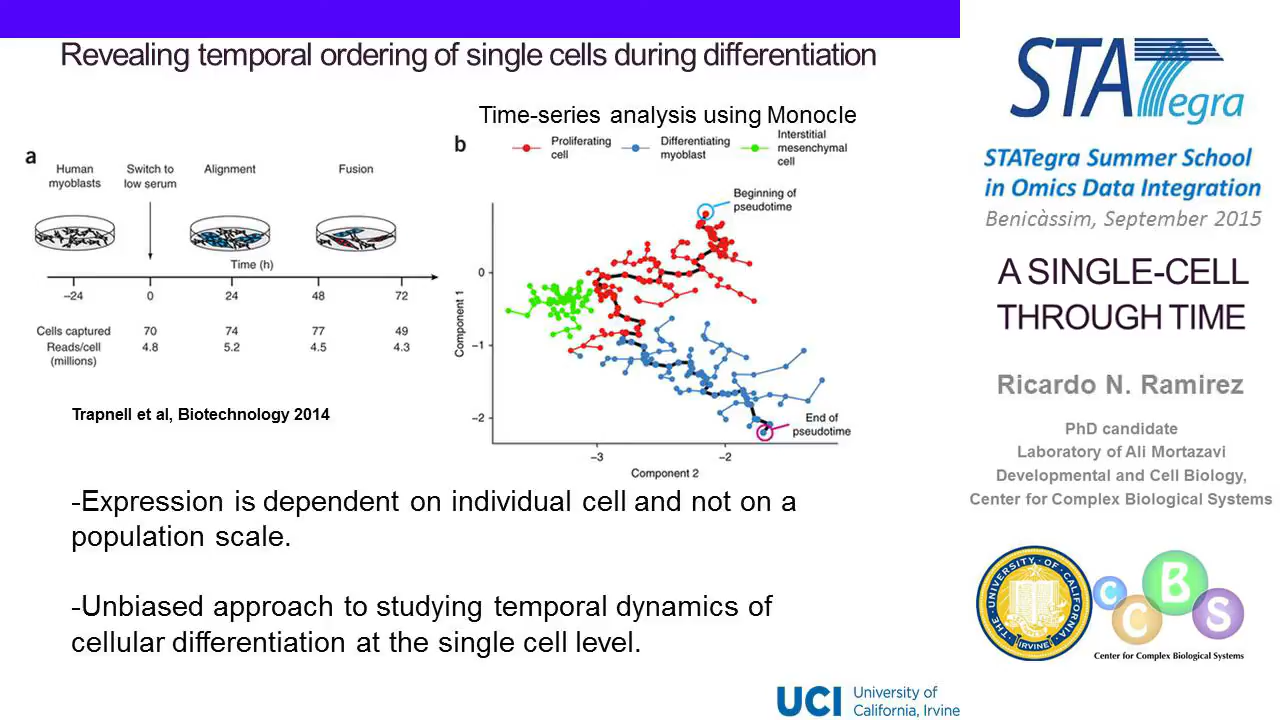 Revealing temporal ordering of single cells during differentiation
Time-series analysis using Monocle
a
Human
myoblasts
Switch to
low serum
Alignment
Fusion
Time (h)
−24 0 24 48 72
Cells captured 70 74 77 49
Reads/cell 4.8 5.2 4.5 4.3
(millions)
Trapnell et al, Biotechnology 2014
b
Proliferating
cell
Differentiating
myoblast
Interstitial
mesenchymal
cell
Beginning of
pseudotime
0
−1
−2
Component 1
End of
pseudotime
−3 −2
Component 2
-Expression is dependent on individual cell and not on a
population scale.
-Unbiased approach to studying temporal dynamics of
cellular differentiation at the single cell level.
UCI University of
California, Irvine
STATegra
STATegra Summer School
in Omics Data Integration
Benicàssim, September 2015
A SINGLE-CELL
THROUGH TIME
Ricardo N. Ramirez
PhD candidate
Laboratory of Ali Mortazavi
Developmental and Cell Biology,
Center for Complex Biological Systems
THE UNIVERSITY OF CALIFORNIA
IRVINE
CCBS
Center for Complex Biological Systems